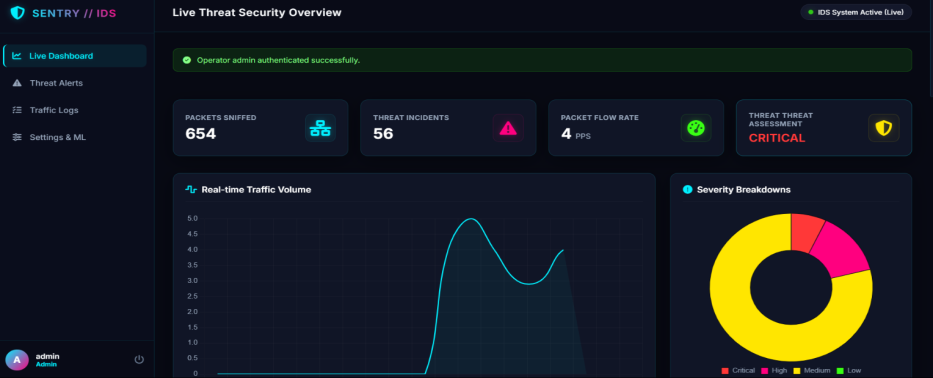 SENTRY // IDS
Live Threat Security Overview
IDS System Active (Live)
Live Dashboard
Threat Alerts
Traffic Logs
Settings & ML
Operator admin authenticated successfully.
PACKETS SNIFFED
654
THREAT INCIDENTS
56
PACKET FLOW RATE
4 PPS
THREAT THREAT
ASSESSMENT
CRITICAL
Real-time Traffic Volume
5.0
4.5
4.0
3.5
3.0
2.5
2.0
1.5
1.0
0.5
0
Severity Breakdowns
Critical High Medium Low
A
admin
Admin